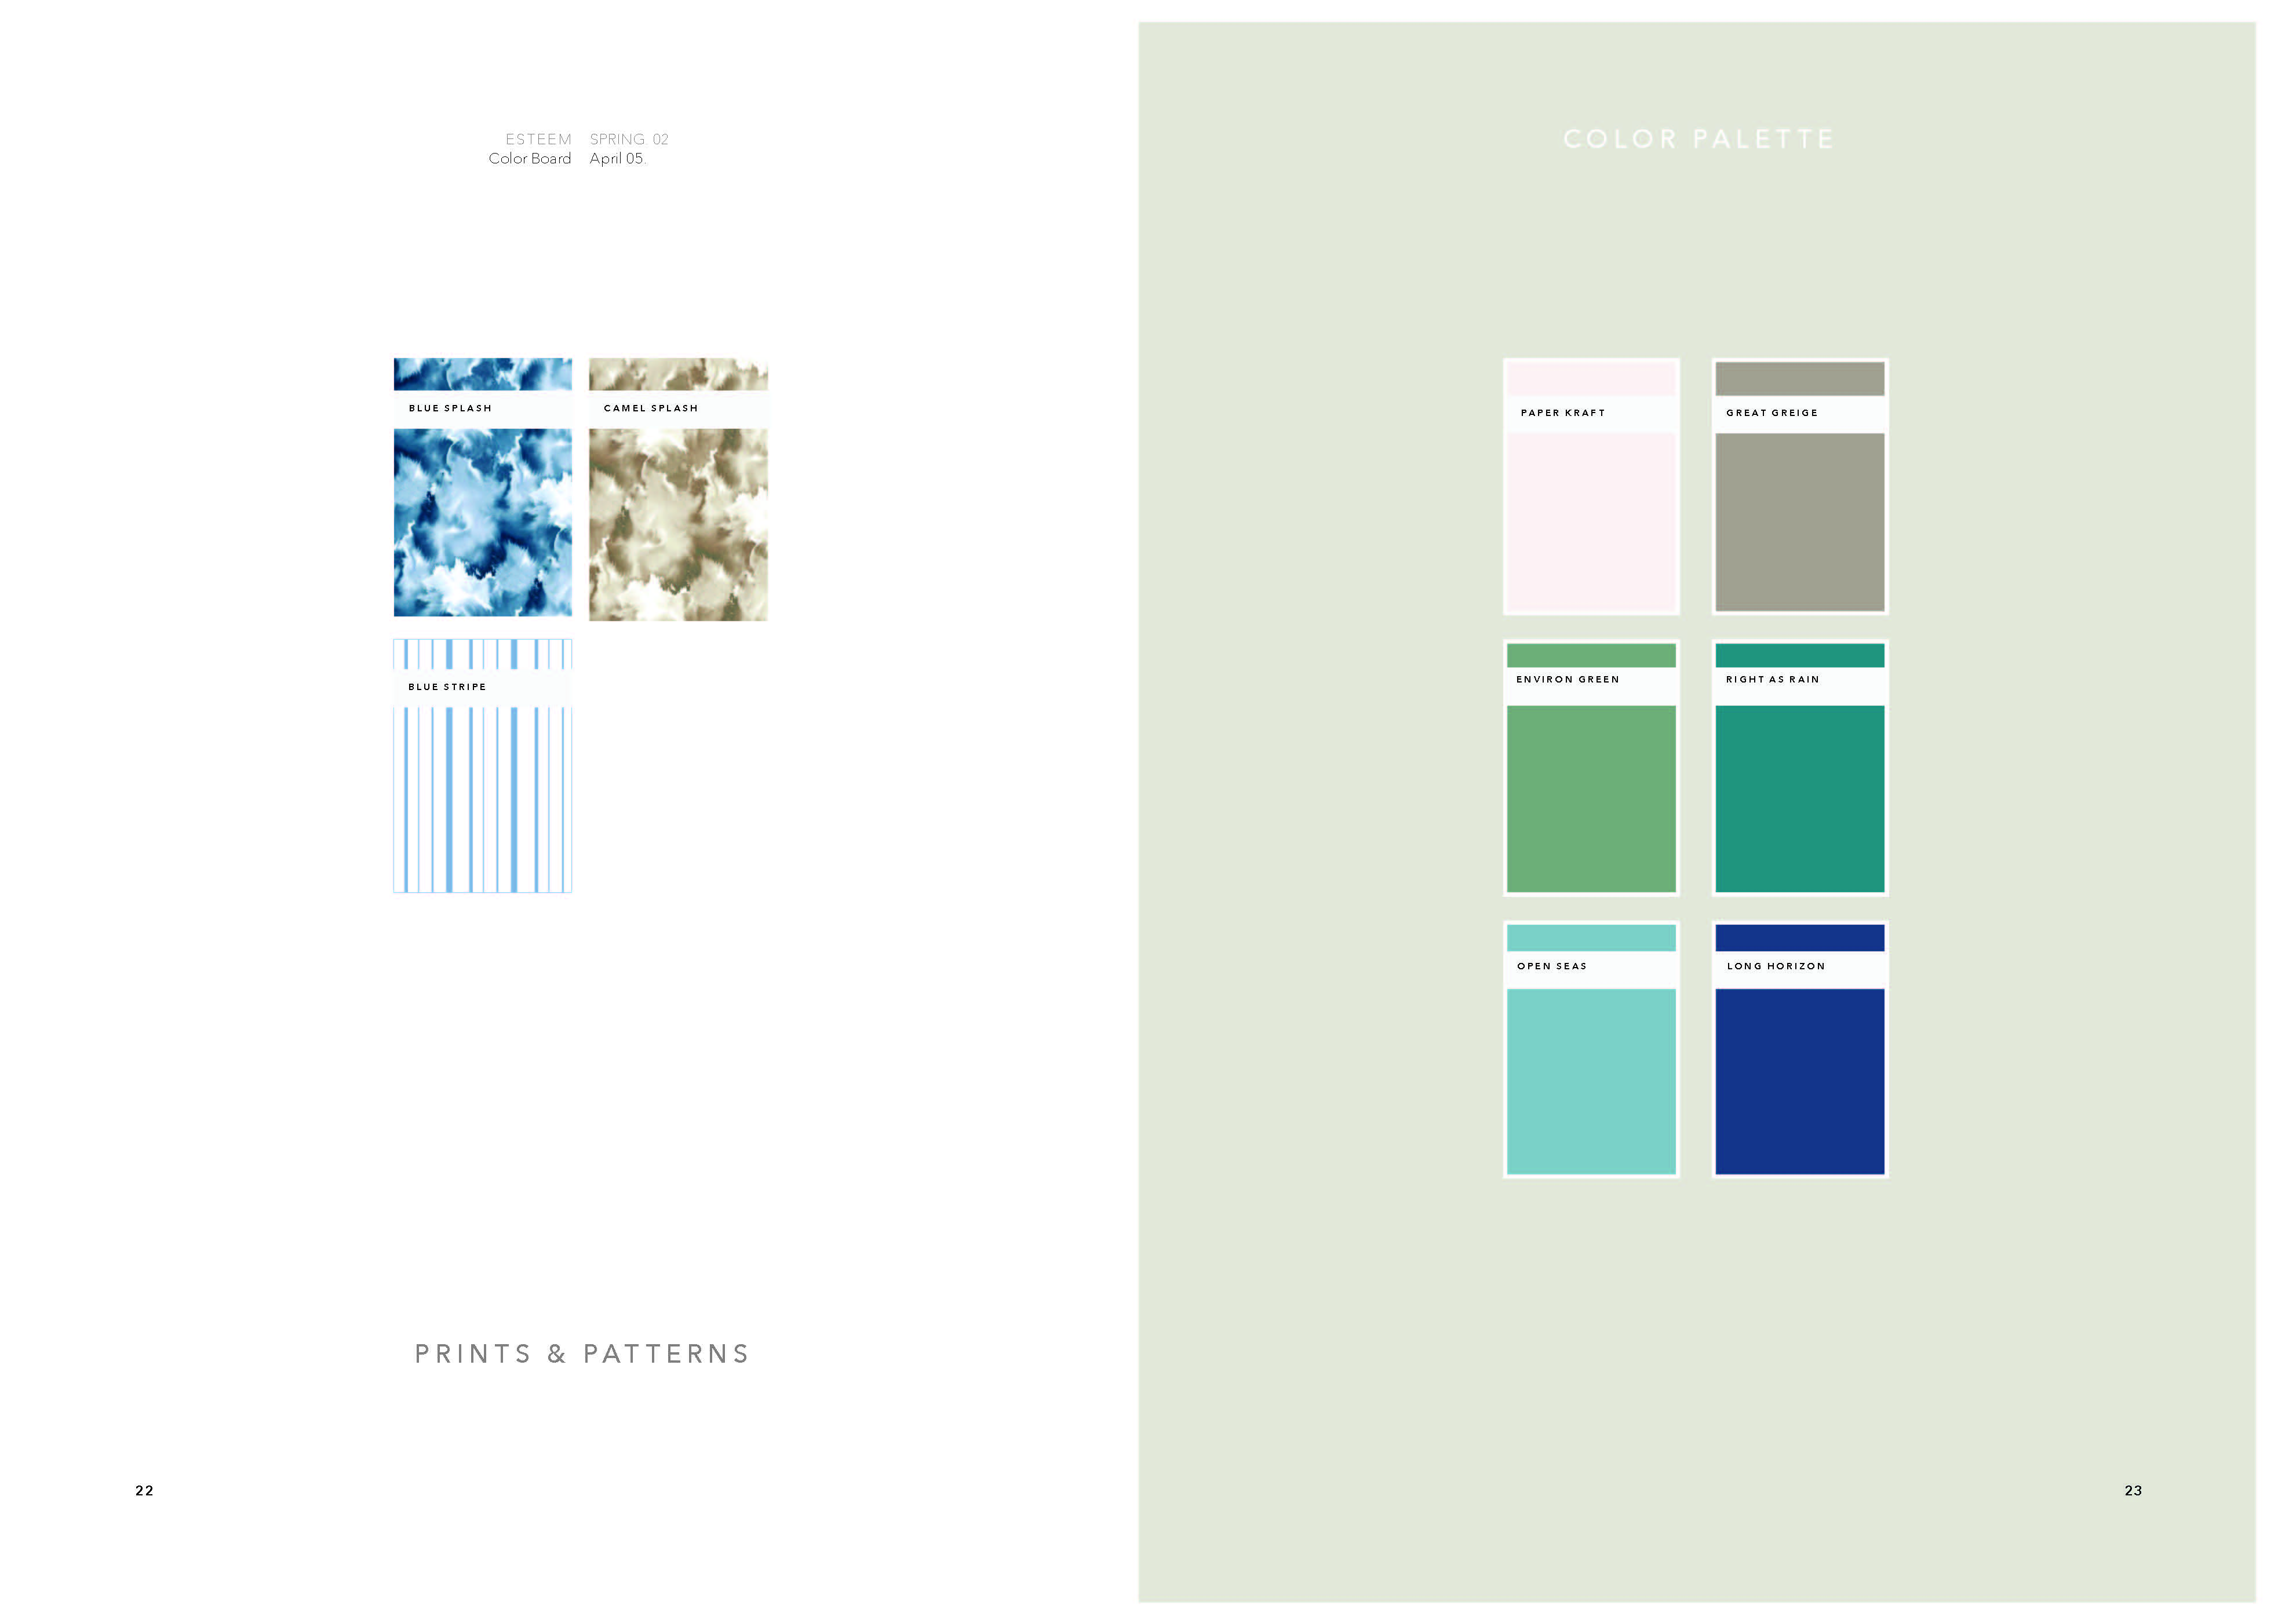 ESTEEM SPRING 02
Color Board April 05.
BLUE SPLASH
CAMEL SPLASH
BLUE STRIPE
PRINTS & PATTERNS
22
COLOR PALETTE
PAPER KRAFT
GREAT GREIGE
ENVIRON GREEN
RIGHT AS RAIN
OPEN SEAS
LONG HORIZON
23